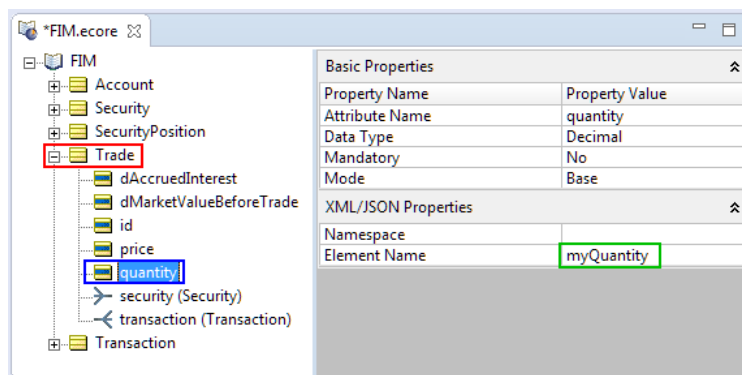 *FIM.ecore
FIM
Account
Security
SecurityPosition
Trade
dAccruedInterest
dMarketValueBeforeTrade
id
price
quantity
security (Security)
transaction (Transaction)
Transaction
Basic Properties
Property Name Property Value
Attribute Name quantity
Data Type Decimal
Mandatory No
Mode Base
XML/JSON Properties
Namespace
Element Name myQuantity